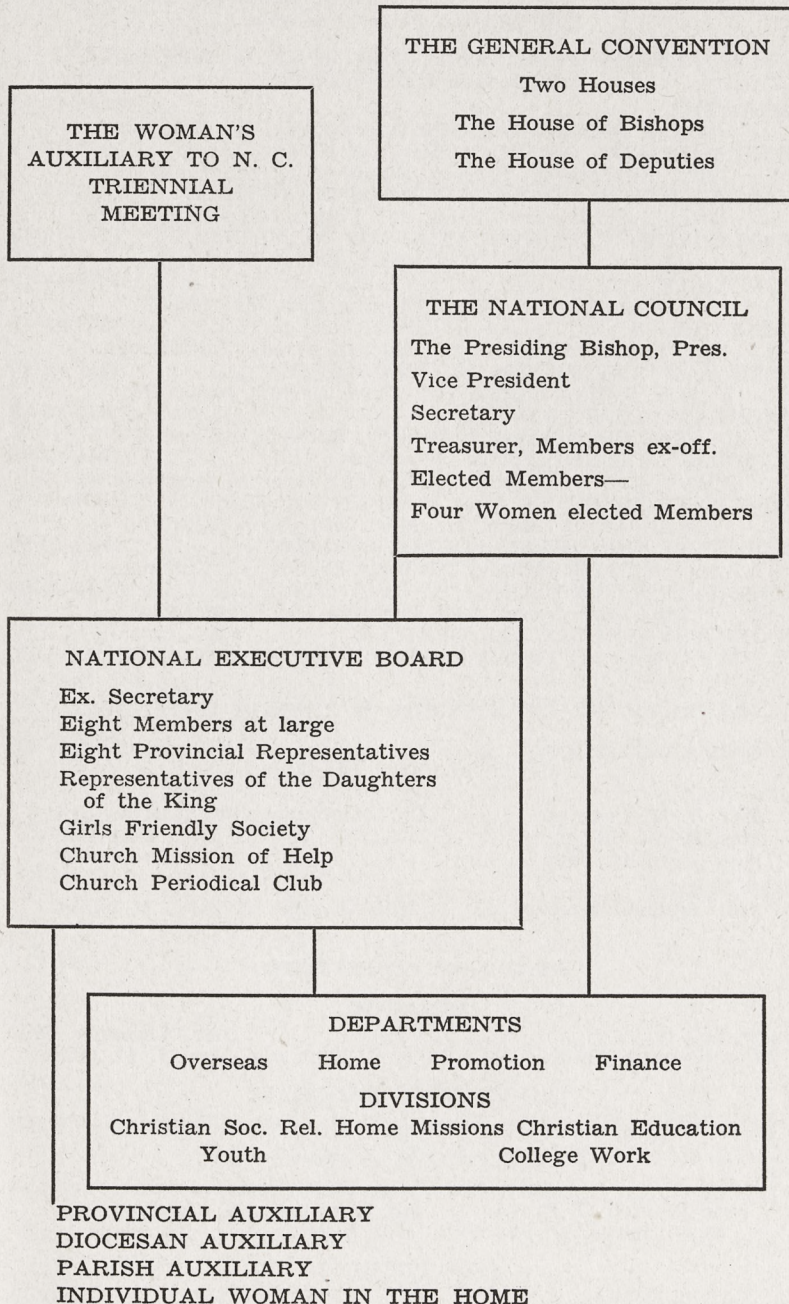 THE GENERAL CONVENTION
Two Houses
The House of Bishops
The House of Deputies
THE WOMAN'S
AUXILIARY TO N. C.
TRIENNIAL
MEETING
THE NATIONAL COUNCIL
The Presiding Bishop, Pres.
Vice President
Secretary
Treasurer, Members ex-off.
Elected Members—
Four Women elected Members
NATIONAL EXECUTIVE BOARD
Ex. Secretary
Eight Members at large
Eight Provincial Representatives
Representatives of the Daughters
of the King
Girls Friendly Society
Church Mission of Help
Church Periodical Club
DEPARTMENTS
Overseas Home Promotion Finance
DIVISIONS
Christian Soc. Rel. Home Missions Christian Education
Youth College Work
PROVINCIAL AUXILIARY
DIOCESAN AUXILIARY
PARISH AUXILIARY
INDIVIDUAL WOMAN IN THE HOME